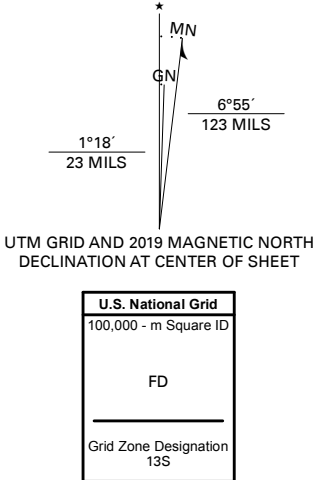 ★
MN
GN
6°55´
123 MILS
1°18´
23 MILS
UTM GRID AND 2019 MAGNETIC NORTH
DECLINATION AT CENTER OF SHEET
U.S. National Grid
100,000 - m Square ID
FD
Grid Zone Designation
13S